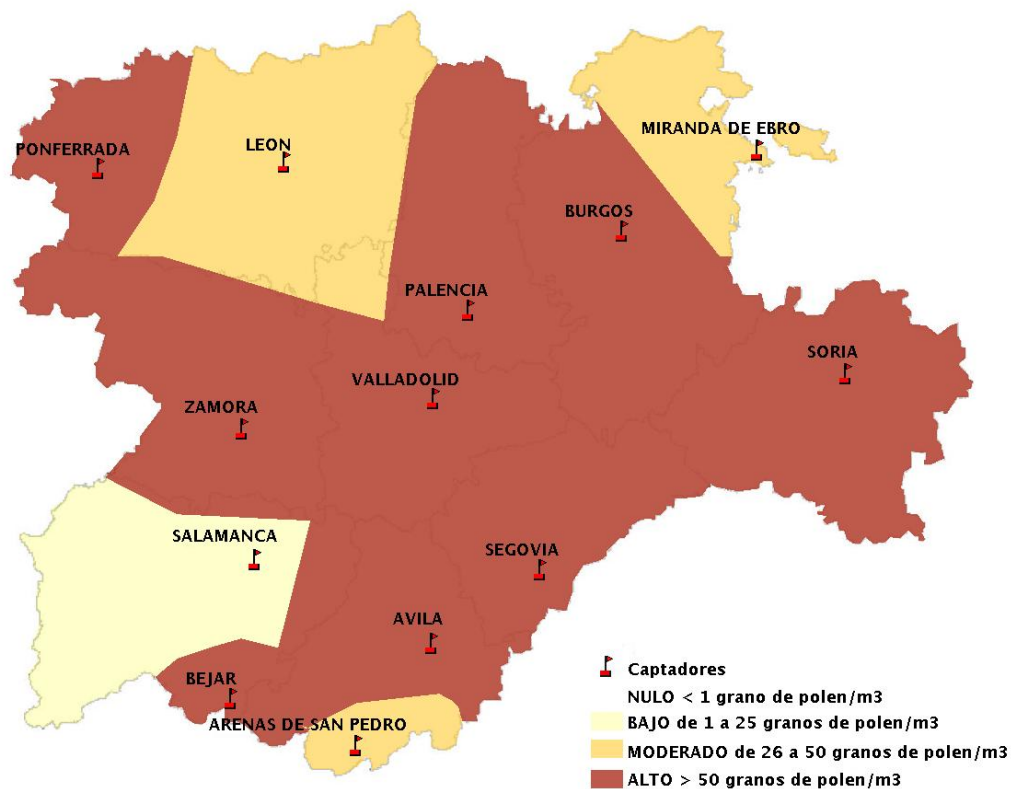 MIRANDA DE EBRO
LEON
PONFERRADA
BURGOS
PALENCIA
SORIA
VALLADOLID
ZAMORA
SALAMANCA
SEGOVIA
AVILA
BEJAR
ARENAS DE SAN PEDRO
Captadores
NULO < 1 grano de polen/m3
BAJO de 1 a 25 granos de polen/m3
MODERADO de 26 a 50 granos de polen/m3
ALTO > 50 granos de polen/m3